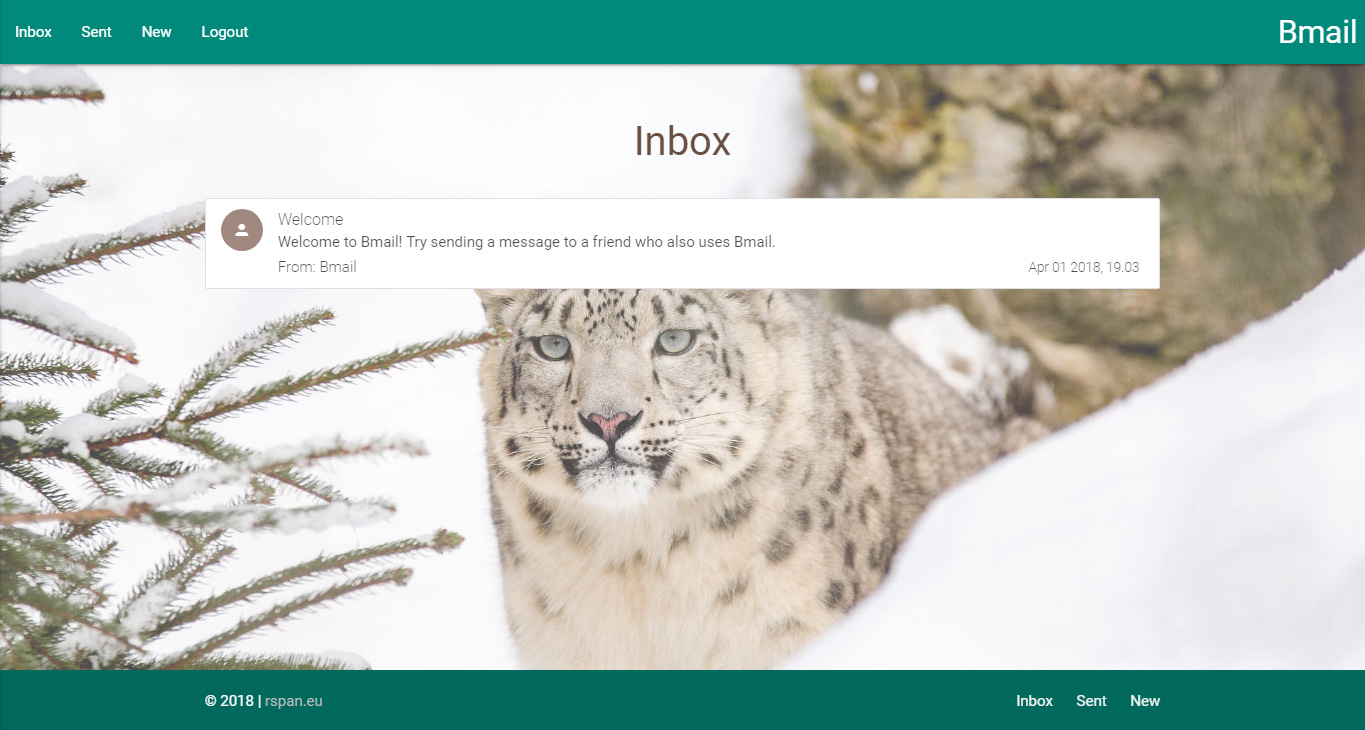 Inbox Sent New Logout Bmail
Inbox
Welcome
Welcome to Bmail! Try sending a message to a friend who also uses Bmail.
From: Bmail Apr 01 2018, 19.03
© 2018 | rspan.eu Inbox Sent New